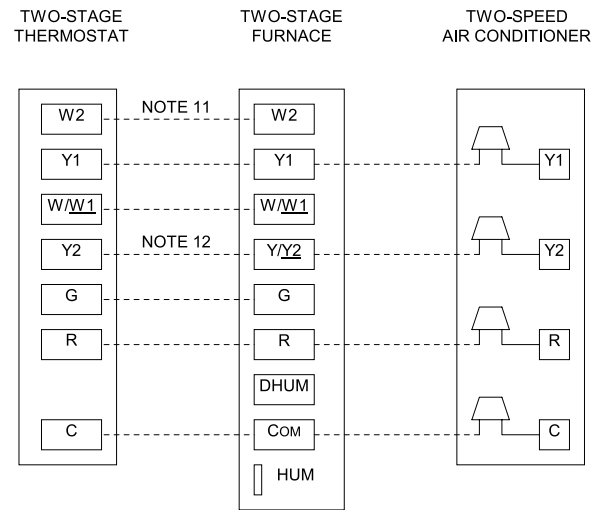 TWO-STAGE THERMOSTAT
TWO-STAGE FURNACE
TWO-SPEED AIR CONDITIONER
W2 NOTE 11 W2
Y1 Y1 Y1
W/W1 W/W1
Y2 NOTE 12 Y/Y2 Y2
G G
R R R
DHUM
C COM C
HUM